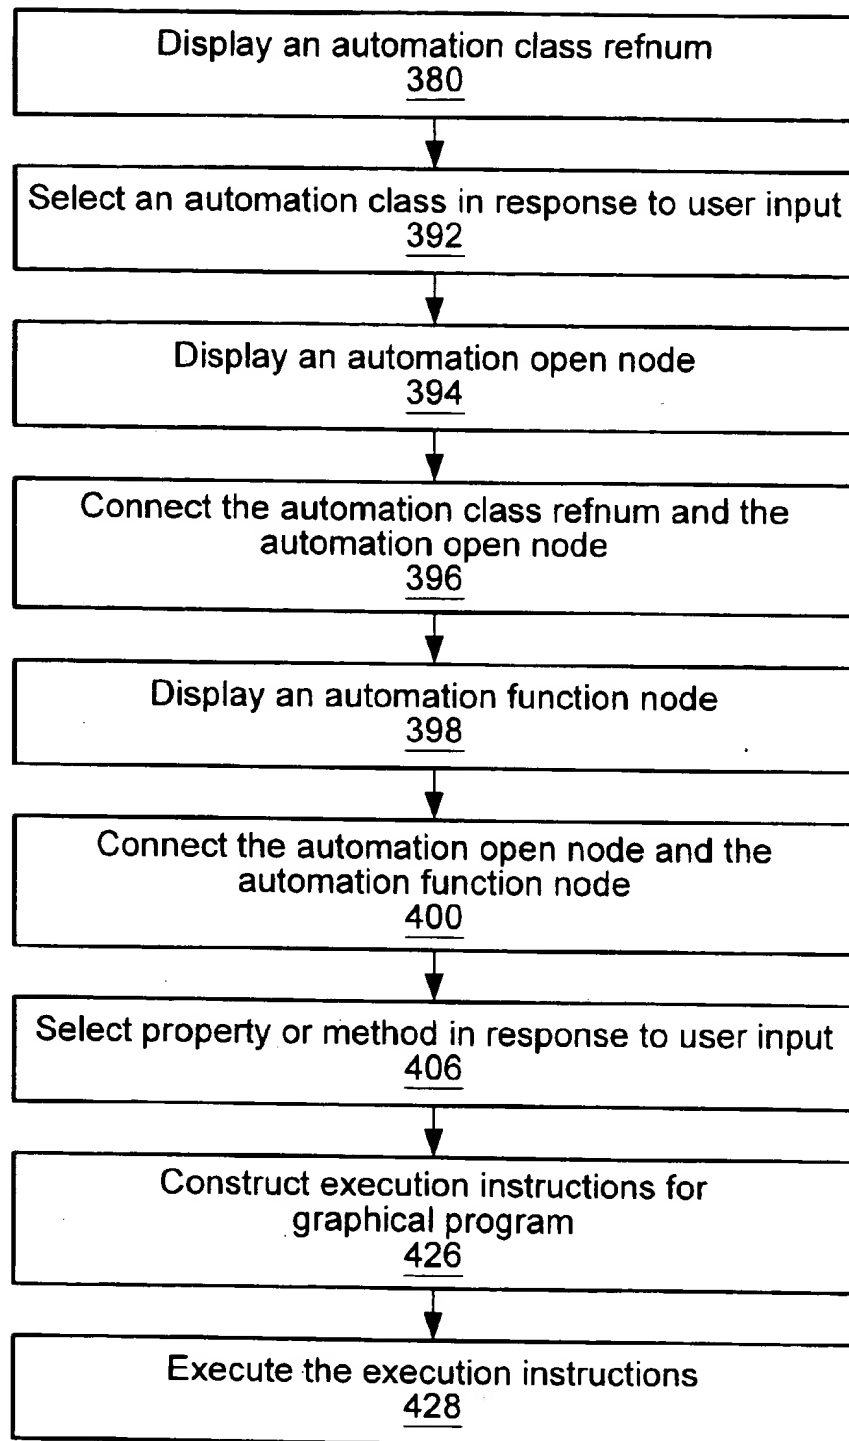 Display an automation class refnum
380
Select an automation class in response to user input
392
Display an automation open node
394
Connect the automation class refnum and the
automation open node
396
Display an automation function node
398
Connect the automation open node and the
automation function node
400
Select property or method in response to user input
406
Construct execution instructions for
graphical program
426
Execute the execution instructions
428